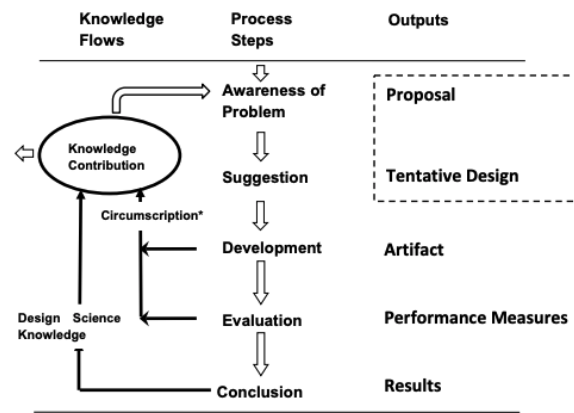 Knowledge Flows
Process Steps
Outputs
Awareness of Problem
Proposal
Knowledge Contribution
Suggestion
Tentative Design
Circumscription*
Development
Artifact
Design Science Knowledge
Evaluation
Performance Measures
Conclusion
Results